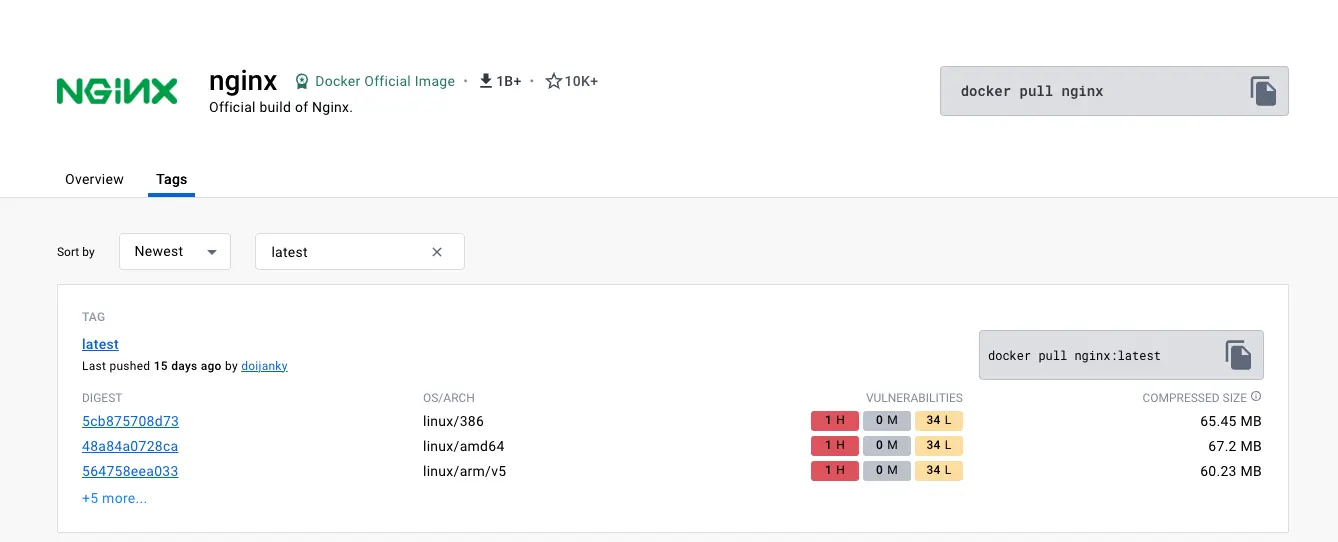 NGINX
nginx Docker Official Image • 1B+ • 10K+
Official build of Nginx.
docker pull nginx
Overview Tags
Sort by Newest latest
TAG
latest
Last pushed 15 days ago by doijanky
docker pull nginx:latest
DIGEST OS/ARCH VULNERABILITIES COMPRESSED SIZE
5cb875708d73 linux/386 1 H 0 M 34 L 65.45 MB
48a84a0728ca linux/amd64 1 H 0 M 34 L 67.2 MB
564758eea033 linux/arm/v5 1 H 0 M 34 L 60.23 MB
+5 more...